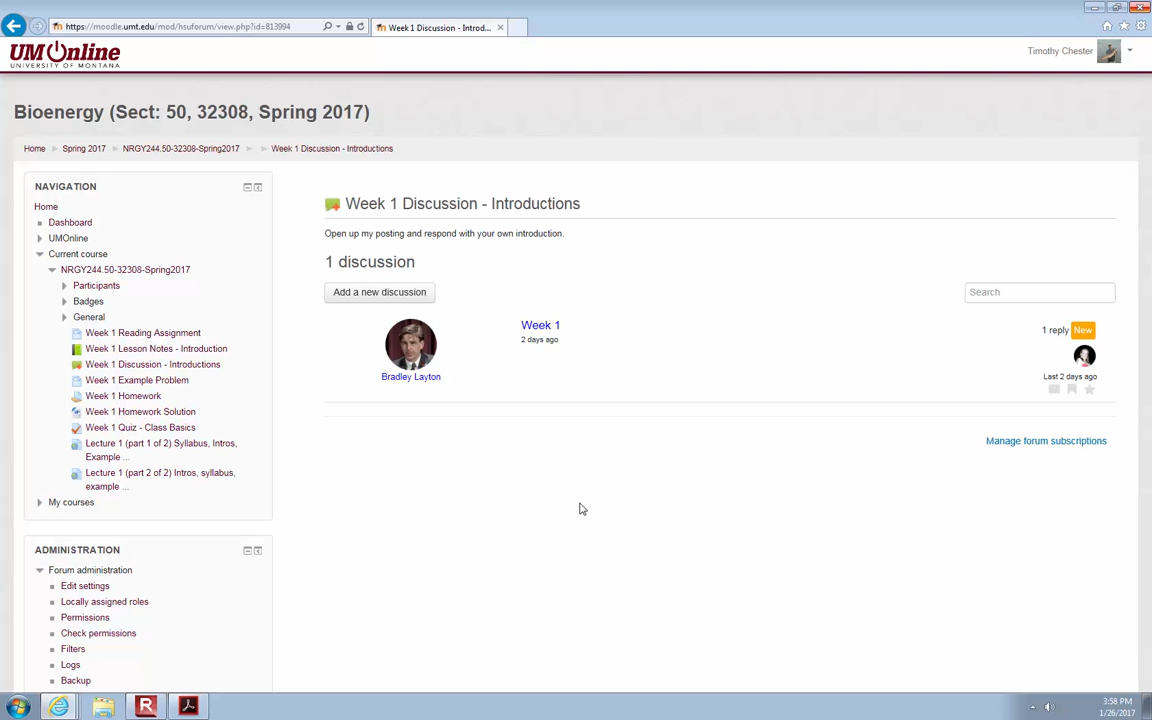 https://moodle.umt.edu/mod/hsuforum/view.php?id=813994
Week 1 Discussion - Introd...
UMOnline
UNIVERSITY OF MONTANA
Timothy Chester
Bioenergy (Sect: 50, 32308, Spring 2017)
Home Spring 2017 NRGY244.50-32308-Spring2017 Week 1 Discussion - Introductions
NAVIGATION
Home
Dashboard
UMOnline
Current course
NRGY244.50-32308-Spring2017
Participants
Badges
General
Week 1 Reading Assignment
Week 1 Lesson Notes - Introduction
Week 1 Discussion - Introductions
Week 1 Example Problem
Week 1 Homework
Week 1 Homework Solution
Week 1 Quiz - Class Basics
Lecture 1 (part 1 of 2) Syllabus, Intros,
Example ...
Lecture 1 (part 2 of 2) Intros, syllabus,
example ...
My courses
ADMINISTRATION
Forum administration
Edit settings
Locally assigned roles
Permissions
Check permissions
Filters
Logs
Backup
Week 1 Discussion - Introductions
Open up my posting and respond with your own introduction.
1 discussion
Add a new discussion
Search
Week 1
2 days ago
Bradley Layton
1 reply New
Last 2 days ago
Manage forum subscriptions
R
3:58 PM
1/26/2017